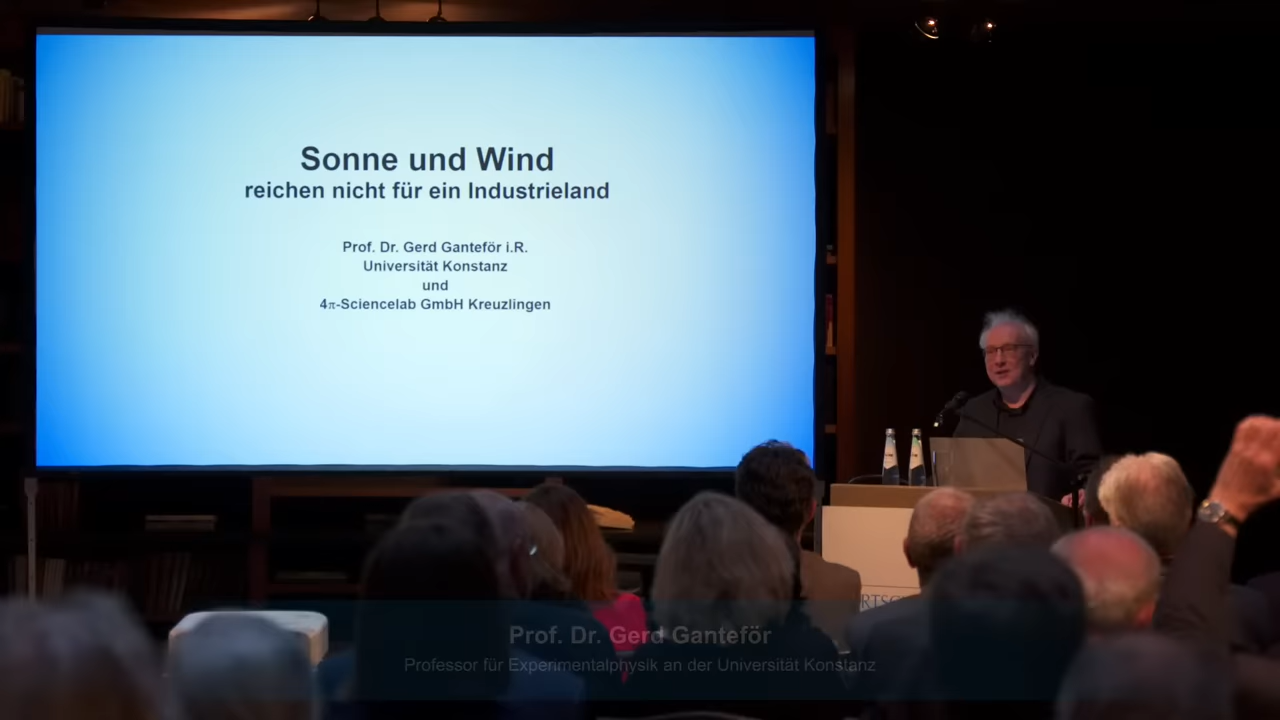 Sonne und Wind
reichen nicht für ein Industrieland
Prof. Dr. Gerd Ganteför i.R.
Universität Konstanz
und
4π-Sciencelab GmbH Kreuzlingen
Prof. Dr. Gerd Ganteför
Professor für Experimentalphysik an der Universität Konstanz